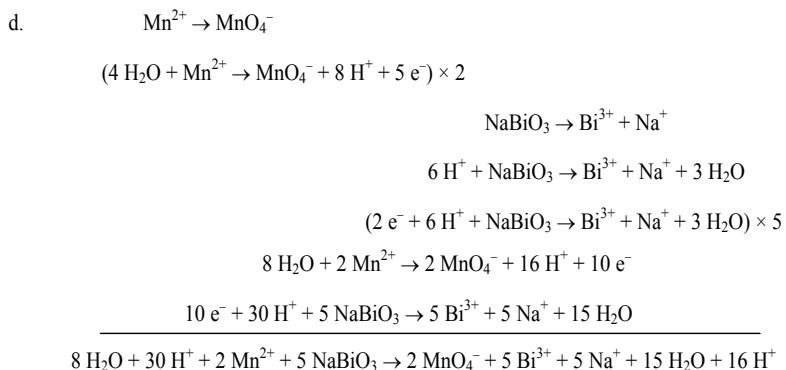 d. Mn²⁺ → MnO₄⁻
(4 H₂O + Mn²⁺ → MnO₄⁻ + 8 H⁺ + 5 e⁻) × 2
NaBiO₃ → Bi³⁺ + Na⁺
6 H⁺ + NaBiO₃ → Bi³⁺ + Na⁺ + 3 H₂O
(2 e⁻ + 6 H⁺ + NaBiO₃ → Bi³⁺ + Na⁺ + 3 H₂O) × 5
8 H₂O + 2 Mn²⁺ → 2 MnO₄⁻ + 16 H⁺ + 10 e⁻
10 e⁻ + 30 H⁺ + 5 NaBiO₃ → 5 Bi³⁺ + 5 Na⁺ + 15 H₂O
8 H₂O + 30 H⁺ + 2 Mn²⁺ + 5 NaBiO₃ → 2 MnO₄⁻ + 5 Bi³⁺ + 5 Na⁺ + 15 H₂O + 16 H⁺